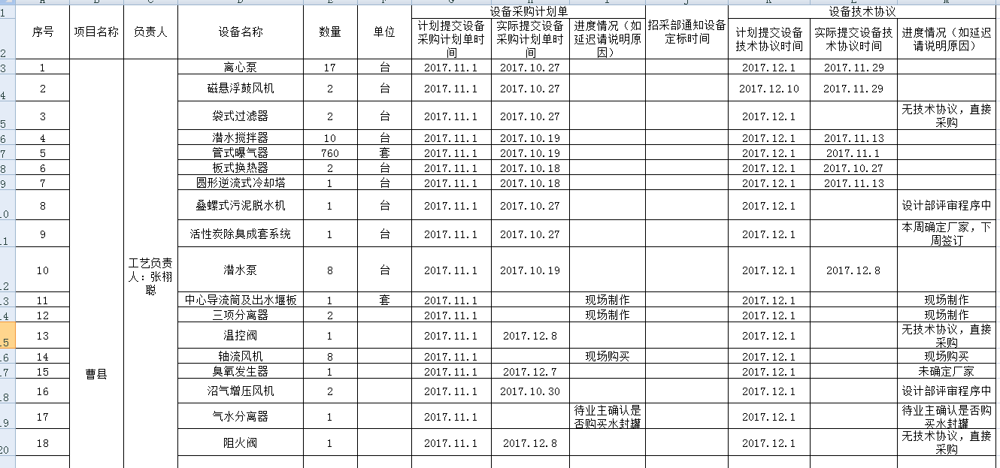 A B C D E F G H I J K L M
1 设备采购计划单 设备技术协议
2 序号 项目名称 负责人 设备名称 数量 单位 计划提交设备采购计划单时间 实际提交设备采购计划单时间 进度情况（如延迟请说明原因） 招采部通知设备定标时间 计划提交设备技术协议时间 实际提交设备技术协议时间 进度情况（如延迟请说明原因）
3 1 离心泵 17 台 2017.11.1 2017.10.27 2017.12.1 2017.11.29
4 2 磁悬浮鼓风机 2 台 2017.11.1 2017.10.27 2017.12.10 2017.11.29
5 3 袋式过滤器 2 台 2017.11.1 2017.10.27 2017.12.1 无技术协议，直接采购
6 4 潜水搅拌器 10 台 2017.11.1 2017.10.19 2017.12.1 2017.11.13
7 5 管式曝气器 760 套 2017.11.1 2017.10.19 2017.12.1 2017.11.1
8 6 板式换热器 2 台 2017.11.1 2017.10.18 2017.12.1 2017.10.27
9 7 圆形逆流式冷却塔 1 台 2017.11.1 2017.10.18 2017.12.1 2017.11.13
10 8 叠螺式污泥脱水机 1 台 2017.11.1 2017.10.27 2017.12.1 设计部评审程序中
11 9 活性炭除臭成套系统 1 台 2017.11.1 2017.10.27 2017.12.1 本周确定厂家，下周签订
12 10 工艺负责人：张栩聪 潜水泵 8 台 2017.11.1 2017.10.19 2017.12.1 2017.12.8
13 11 中心导流筒及出水堰板 1 套 2017.11.1 现场制作 2017.12.1 现场制作
14 12 三项分离器 2 2017.11.1 现场制作 2017.12.1 现场制作
15 13 温控阀 1 2017.11.1 2017.12.8 2017.12.1 无技术协议，直接采购
16 14 轴流风机 8 2017.11.1 现场购买 2017.12.1 现场购买
17 15 曹县 臭氧发生器 1 2017.11.1 2017.12.7 2017.12.1 未确定厂家
18 16 沼气增压风机 2 2017.11.1 2017.10.30 2017.12.1 设计部评审程序中
19 17 气水分离器 1 2017.11.1 待业主确认是否购买水封罐 2017.12.1 待业主确认是否购买水封罐
20 18 阻火阀 1 2017.11.1 2017.12.8 2017.12.1 无技术协议，直接采购